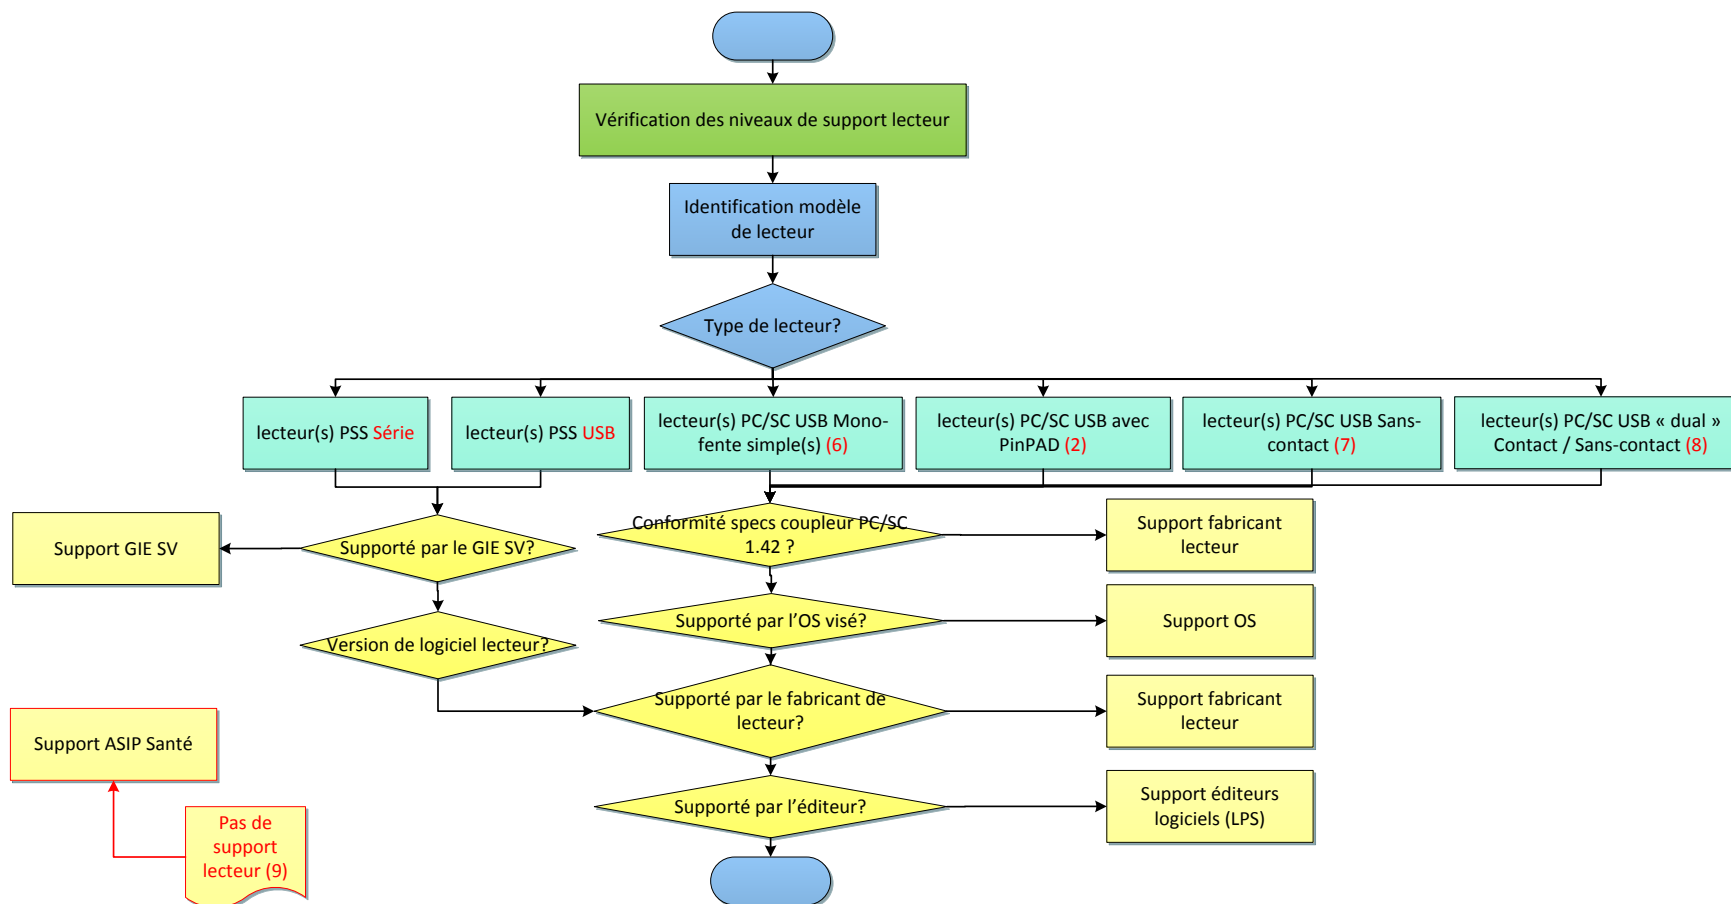 Vérification des niveaux de support lecteur
Identification modèle
de lecteur
Type de lecteur?
lecteur(s) PSS Série
lecteur(s) PSS USB
lecteur(s) PC/SC USB Mono-
fente simple(s) (6)
lecteur(s) PC/SC USB avec
PinPAD (2)
lecteur(s) PC/SC USB Sans-
contact (7)
lecteur(s) PC/SC USB « dual »
Contact / Sans-contact (8)
Support GIE SV
Supporté par le GIE SV?
Conformité specs coupleur PC/SC
1.42 ?
Support fabricant
lecteur
Version de logiciel lecteur?
Supporté par l’OS visé?
Support OS
Supporté par le fabricant de
lecteur?
Support fabricant
lecteur
Support ASIP Santé
Pas de
support
lecteur (9)
Supporté par l’éditeur?
Support éditeurs
logiciels (LPS)